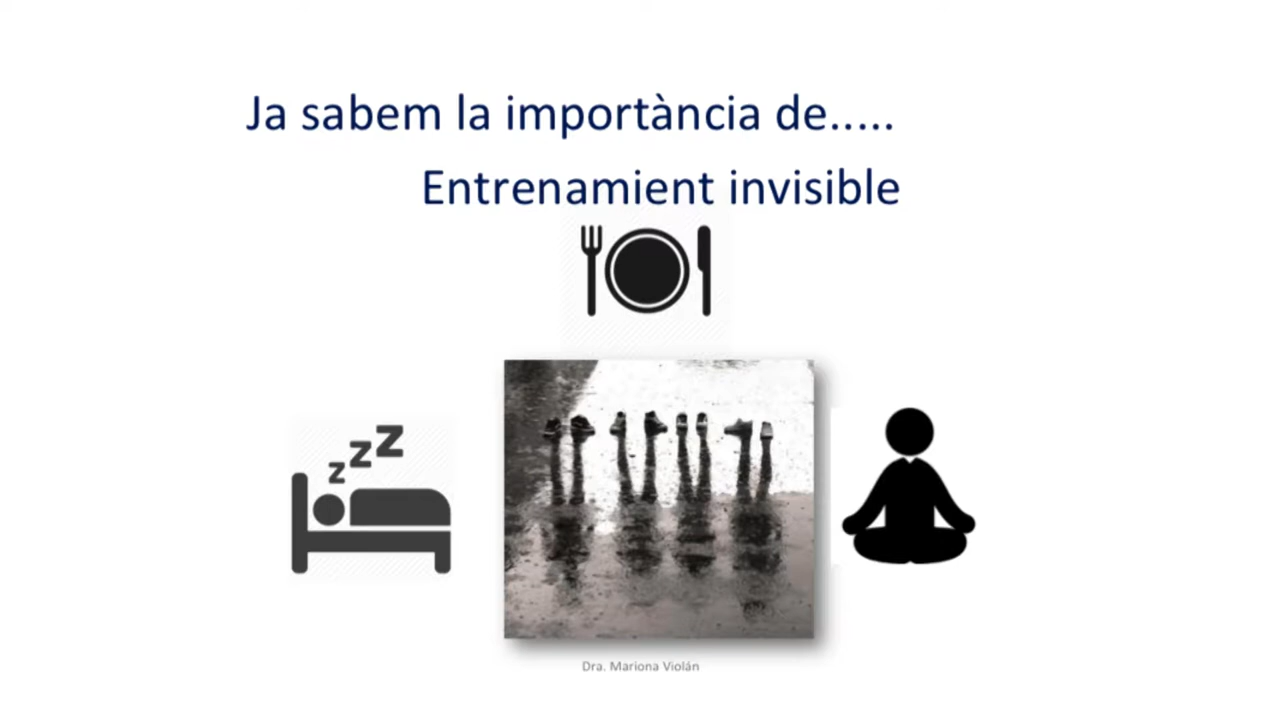 Ja sabem la importància de.....
Entrenamient invisible
z z z
Dra. Mariona Violán